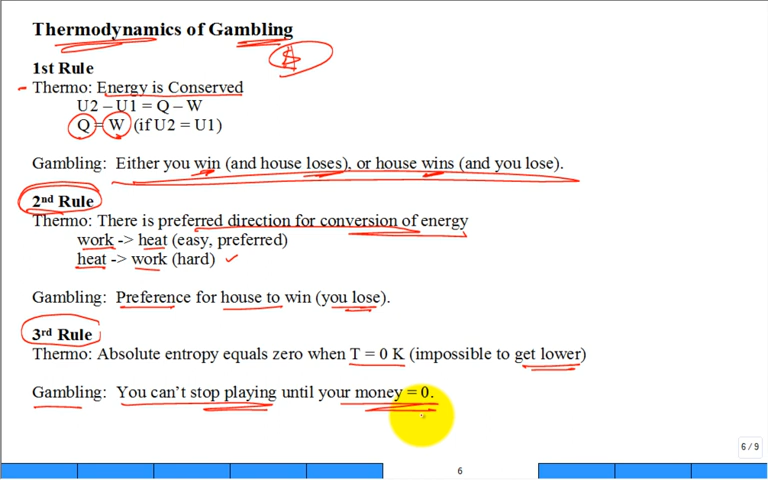 Thermodynamics of Gambling
$
1st Rule
Thermo: Energy is Conserved
U2 – U1 = Q – W
Q = W (if U2 = U1)
Gambling: Either you win (and house loses), or house wins (and you lose).
2nd Rule
Thermo: There is preferred direction for conversion of energy
work -> heat (easy, preferred)
heat -> work (hard) ✓
Gambling: Preference for house to win (you lose).
3rd Rule
Thermo: Absolute entropy equals zero when T = 0 K (impossible to get lower)
Gambling: You can't stop playing until your money = 0.
6 / 9
6